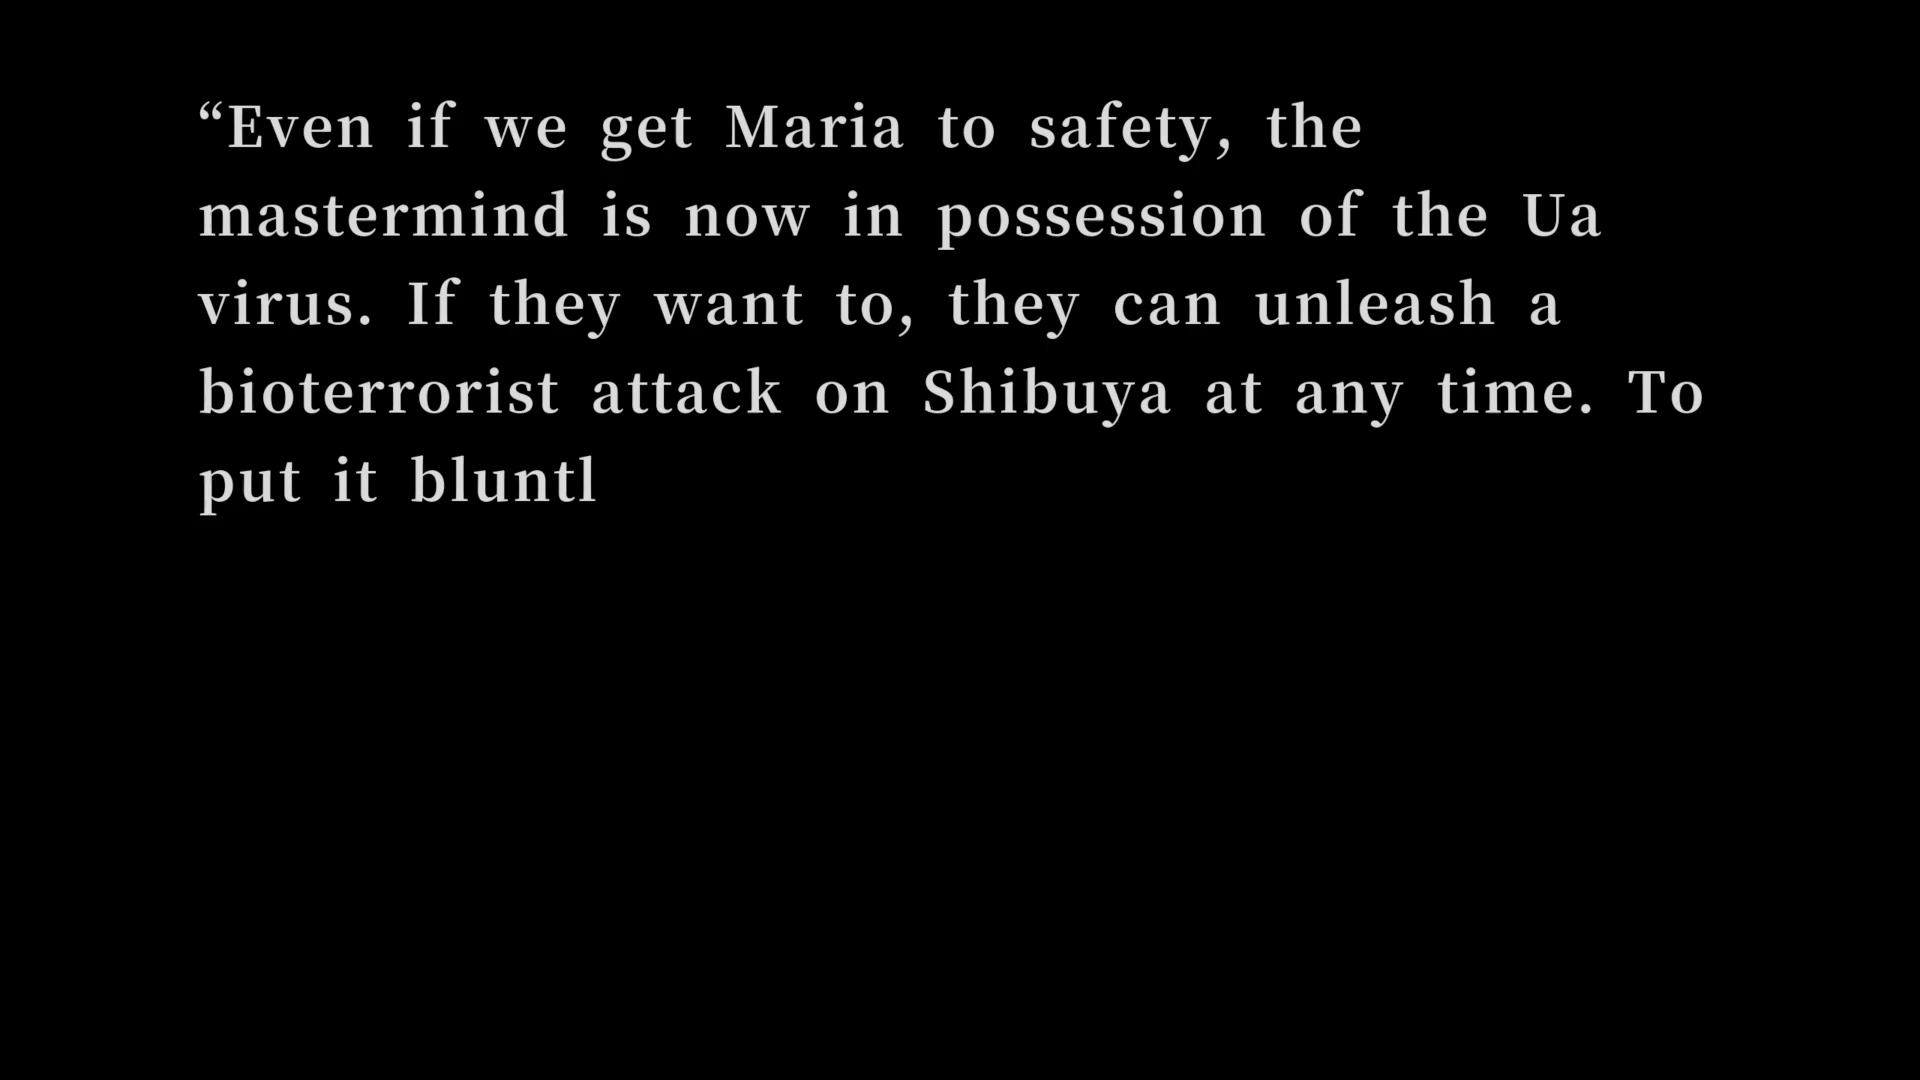 “Even if we get Maria to safety, the
mastermind is now in possession of the Ua
virus. If they want to, they can unleash a
bioterrorist attack on Shibuya at any time. To
put it bluntl